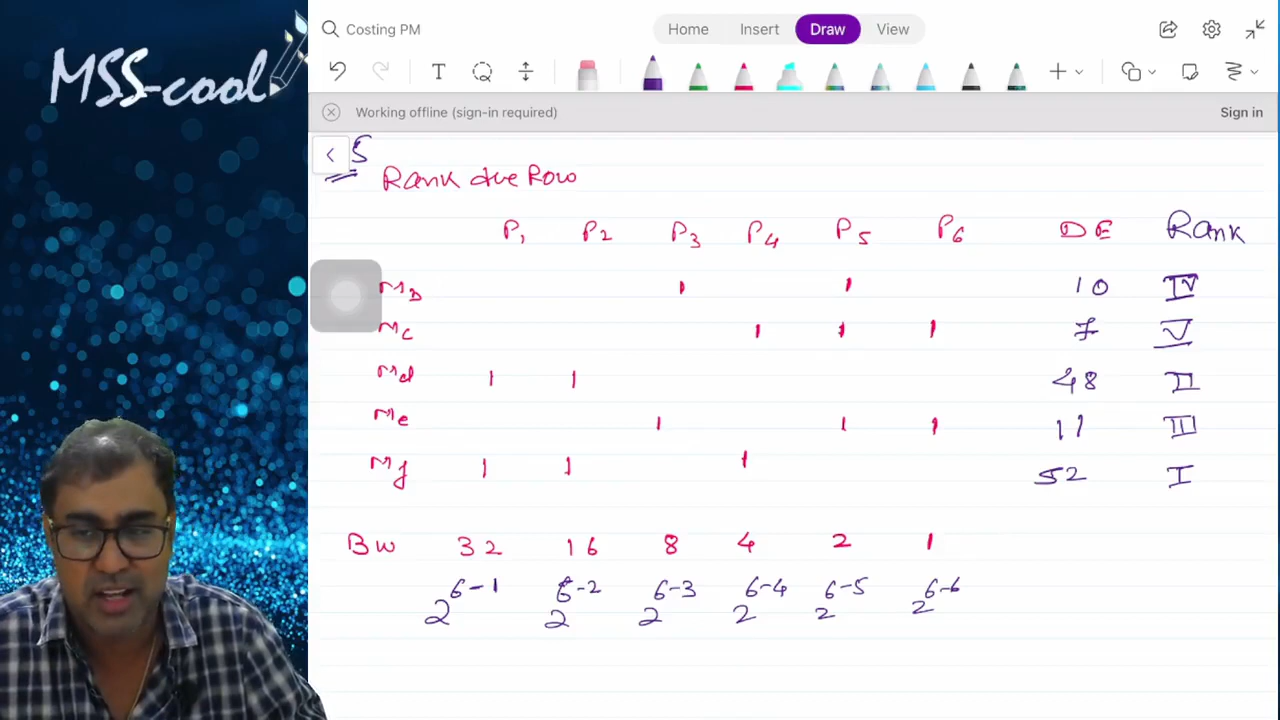 MSS-cool
Costing PM
Home Insert Draw View
Working offline (sign-in required) Sign in
5
Rank the Row
P1 P2 P3 P4 P5 P6 DE Rank
MD 1 1 10 IV
Mc 1 1 1 7 V
Md 1 1 48 II
Me 1 1 1 11 III
Mf 1 1 1 52 I
BW 32 16 8 4 2 1
2^6-1 2^6-2 2^6-3 2^6-4 2^6-5 2^6-6